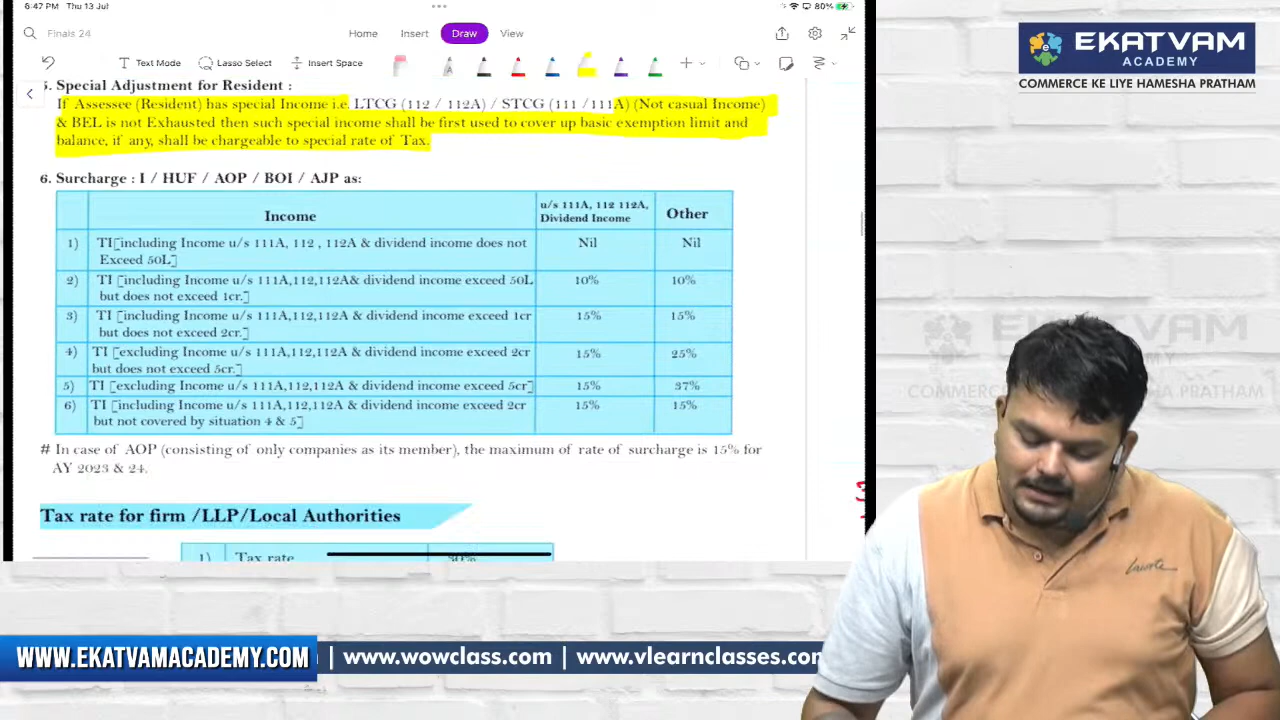 6:47 PM Thu 13 Jul
80%
Finals 24
Home Insert Draw View
Text Mode Lasso Select Insert Space
5. Special Adjustment for Resident :
If Assessee (Resident) has special Income i.e. LTCG (112 / 112A) / STCG (111 /111A) (Not casual Income)
& BEL is not Exhausted then such special income shall be first used to cover up basic exemption limit and
balance, if any, shall be chargeable to special rate of Tax.
6. Surcharge : I / HUF / AOP / BOI / AJP as:
Income
u/s 111A, 112 112A,
Dividend Income
Other
1) TI[including Income u/s 111A, 112 , 112A & dividend income does not
Exceed 50L]
Nil Nil
2) TI [including Income u/s 111A,112,112A& dividend income exceed 50L
but does not exceed 1cr.]
10% 10%
3) TI [including Income u/s 111A,112,112A & dividend income exceed 1cr
but does not exceed 2cr.]
15% 15%
4) TI [excluding Income u/s 111A,112,112A & dividend income exceed 2cr
but does not exceed 5cr.]
15% 25%
5) TI [excluding Income u/s 111A,112,112A & dividend income exceed 5cr]
15% 37%
6) TI [including Income u/s 111A,112,112A & dividend income exceed 2cr
but not covered by situation 4 & 5]
15% 15%
# In case of AOP (consisting of only companies as its member), the maximum of rate of surcharge is 15% for
AY 2023 & 24.
Tax rate for firm /LLP/Local Authorities
1) Tax rate 30%
EKATVAM
ACADEMY
COMMERCE KE LIYE HAMESHA PRATHAM
WWW.EKATVAMACADEMY.COM | www.wowclass.com | www.vlearnclasses.com